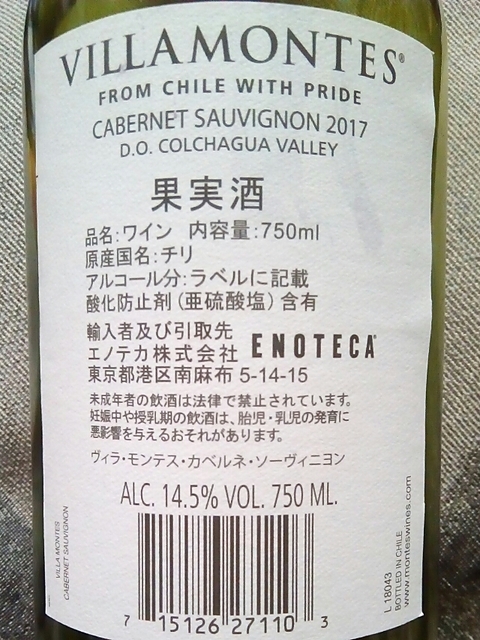 VILLAMONTES®
FROM CHILE WITH PRIDE
CABERNET SAUVIGNON 2017
D.O. COLCHAGUA VALLEY
果実酒
品名:ワイン 内容量:750ml
原産国名:チリ
アルコール分:ラベルに記載
酸化防止剤(亜硫酸塩)含有
輸入者及び引取先
エノテカ株式会社 ENOTECA®
東京都港区南麻布 5-14-15
未成年者の飲酒は法律で禁止されています。
妊娠中や授乳期の飲酒は、胎児・乳児の発育に
悪影響を与えるおそれがあります。
ヴィラ・モンテス・カベルネ・ソーヴィニヨン
ALC. 14.5% VOL. 750 ML.
7 15126 27110 3
VILLA MONTES
CABERNET SAUVIGNON
L 18043
BOTTLED IN CHILE
www.monteswines.com